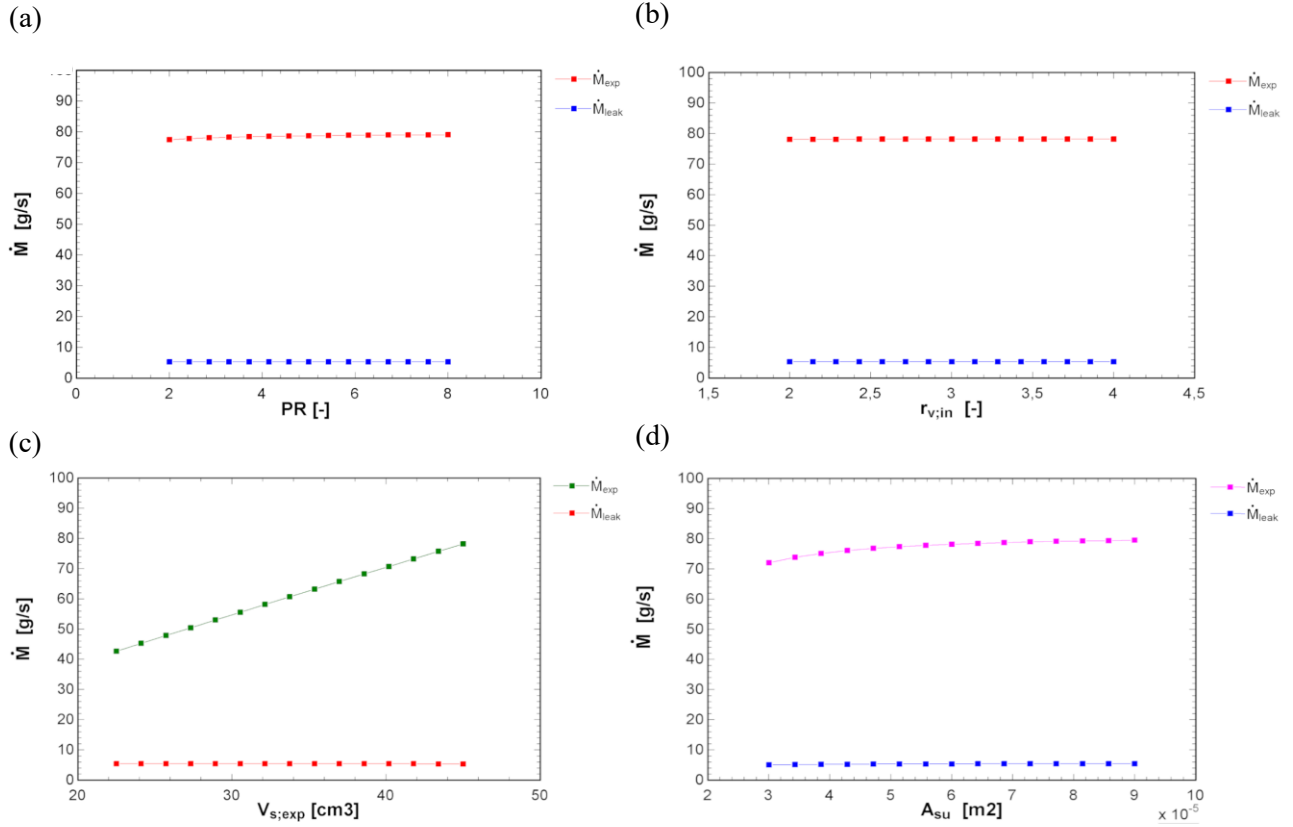 (a)
Ṁ [g/s]
90
80
70
60
50
40
30
20
10
0
0 2 4 6 8 10
PR [-]
Ṁexp
Ṁleak
(b)
Ṁ [g/s]
100
90
80
70
60
50
40
30
20
10
0
1,5 2 2,5 3 3,5 4 4,5
rv;in [-]
Ṁexp
Ṁleak
(c)
Ṁ [g/s]
100
90
80
70
60
50
40
30
20
10
0
20 30 40 50
Vs;exp [cm3]
Ṁexp
Ṁleak
(d)
Ṁ [g/s]
100
90
80
70
60
50
40
30
20
10
0
2 3 4 5 6 7 8 9 10
x 10-5
Asu [m2]
Ṁexp
Ṁleak